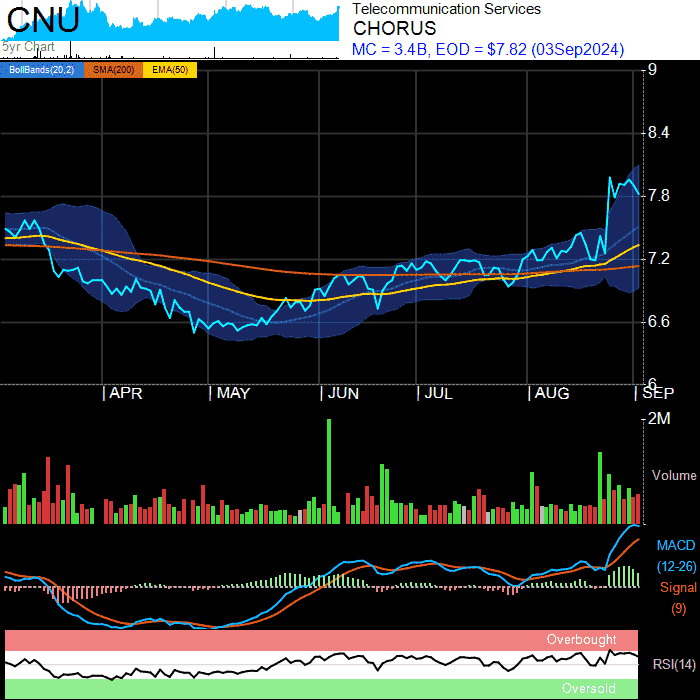 CNU
5yr Chart
Telecommunication Services
CHORUS
MC = 3.4B, EOD = $7.82 (03Sep2024)
BollBands(20,2) SMA(200) EMA(50)
9
8.4
7.8
7.2
6.6
6
APR MAY JUN JUL AUG SEP
2M
Volume
MACD
(12-26)
Signal
(9)
Overbought
RSI(14)
Oversold